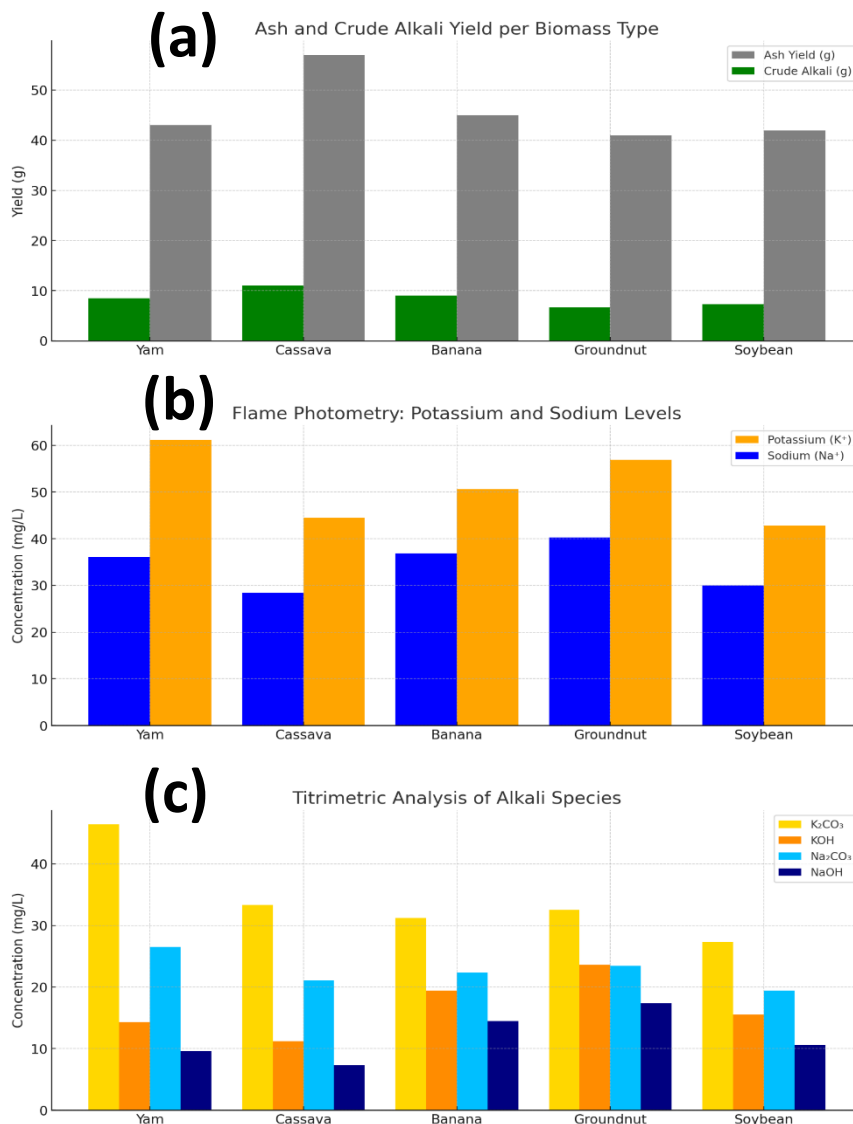 (a)
Ash and Crude Alkali Yield per Biomass Type
Ash Yield (g)
Crude Alkali (g)
Yield (g)
50
40
30
20
10
0
Yam Cassava Banana Groundnut Soybean
(b)
Flame Photometry: Potassium and Sodium Levels
Potassium (K⁺)
Sodium (Na⁺)
Concentration (mg/L)
60
50
40
30
20
10
0
Yam Cassava Banana Groundnut Soybean
(c)
Titrimetric Analysis of Alkali Species
K₂CO₃
KOH
Na₂CO₃
NaOH
Concentration (mg/L)
40
30
20
10
0
Yam Cassava Banana Groundnut Soybean